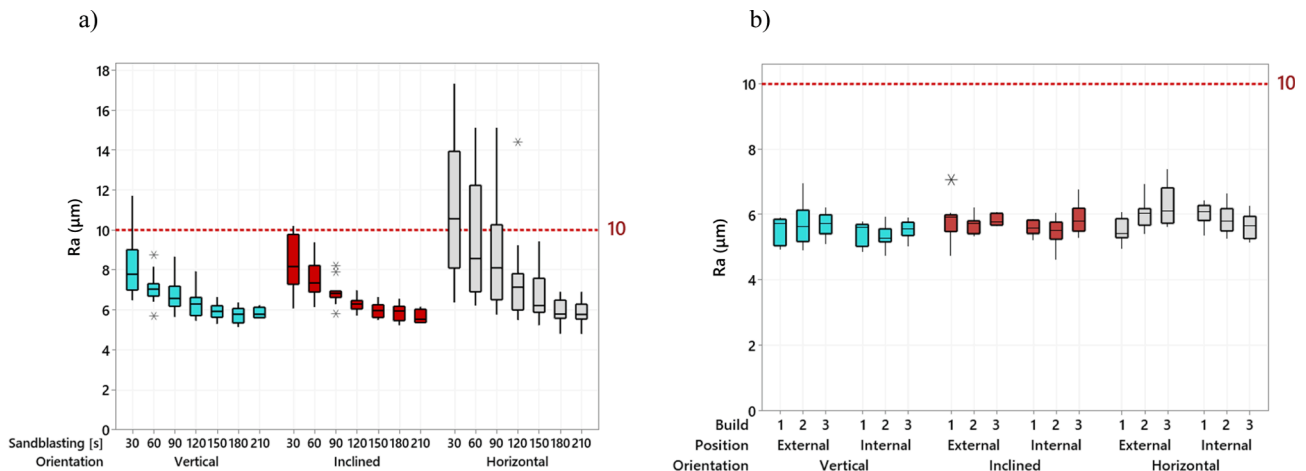 a)
18
16
14
12
10
8
6
4
2
0
Ra (µm)
10
Sandblasting [s] 30 60 90 120 150 180 210 30 60 90 120 150 180 210 30 60 90 120 150 180 210
Orientation Vertical Inclined Horizontal
b)
10
8
6
4
2
0
Ra (µm)
10
Build 1 2 3 1 2 3 1 2 3 1 2 3 1 2 3 1 2 3
Position External Internal External Internal External Internal
Orientation Vertical Inclined Horizontal